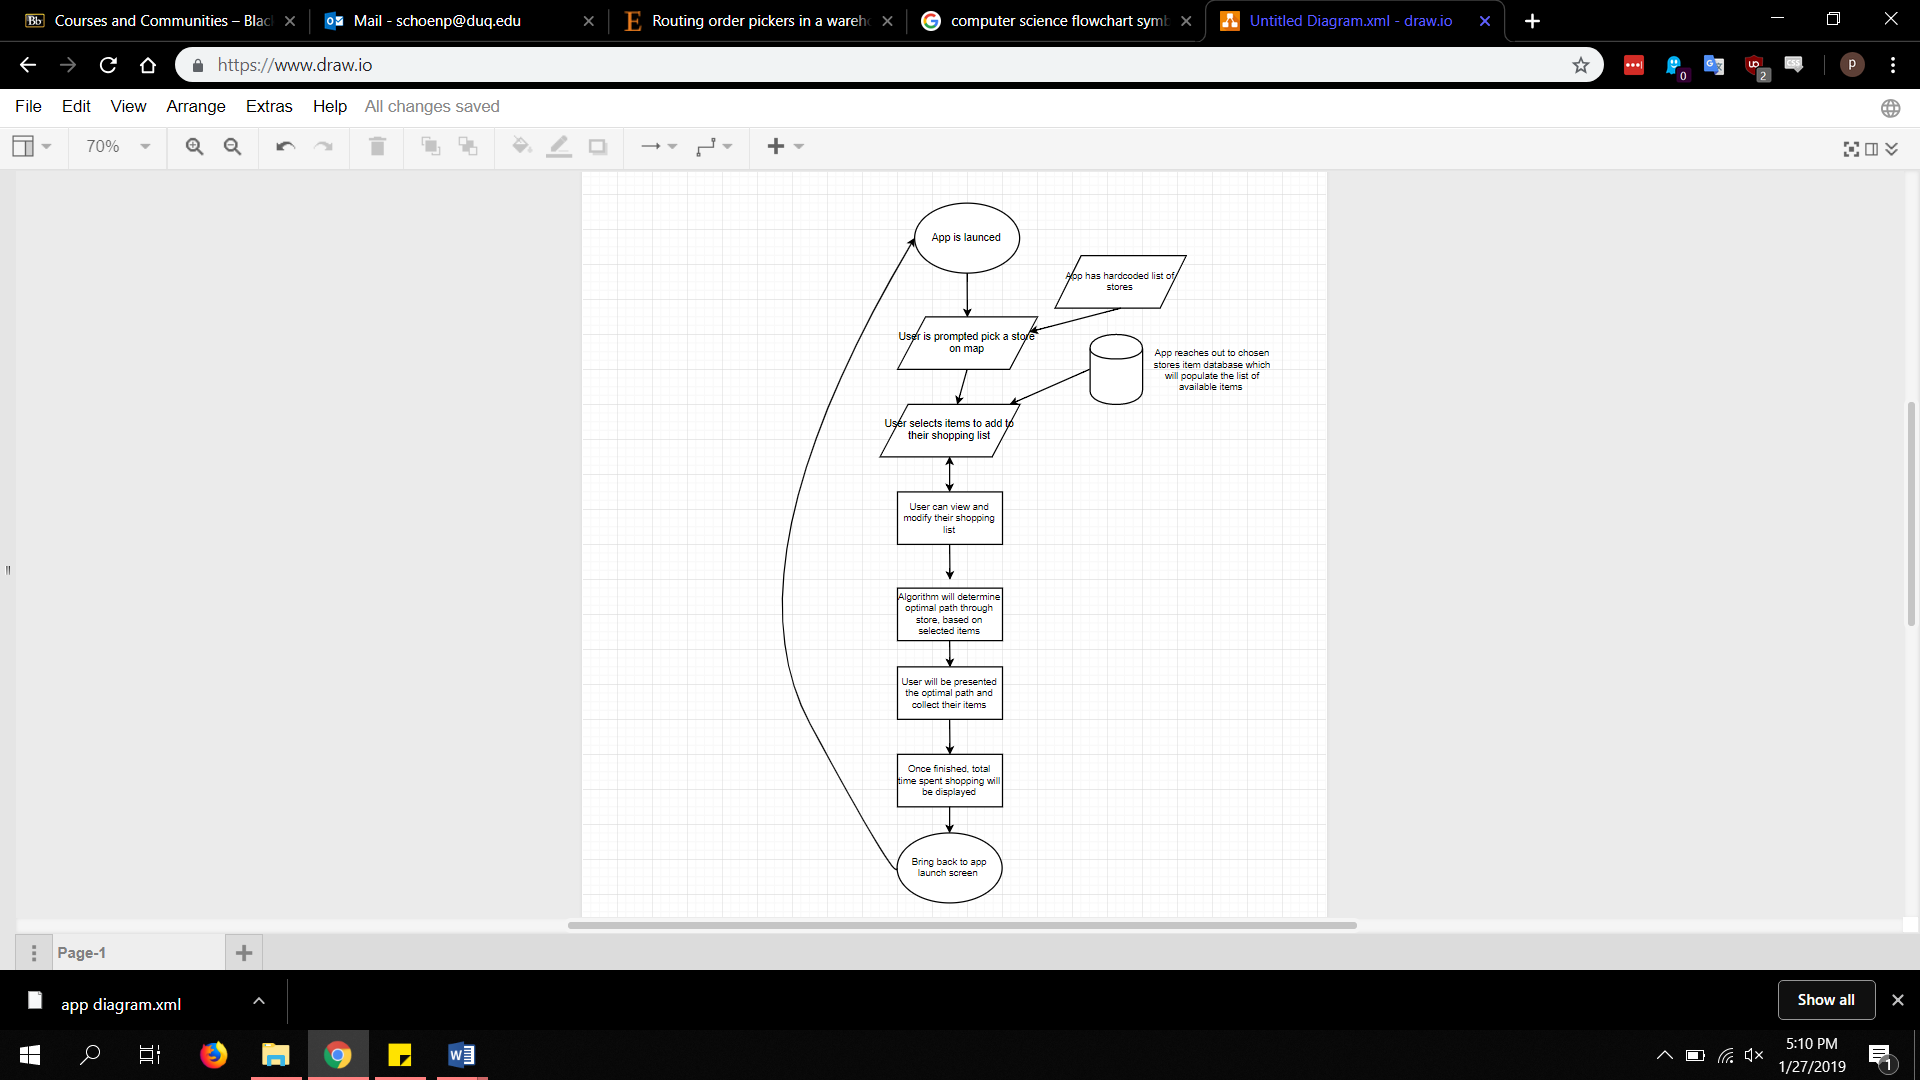 Courses and Communities – Blac
Mail - schoenp@duq.edu
Routing order pickers in a wareho
computer science flowchart symb
Untitled Diagram.xml - draw.io
https://www.draw.io
0
2
p
File Edit View Arrange Extras Help All changes saved
70%
App is launced
App has hardcoded list of
stores
User is prompted pick a store
on map
App reaches out to chosen
stores item database which
will populate the list of
available items
User selects items to add to
their shopping list
User can view and
modify their shopping
list
Algorithm will determine
optimal path through
store, based on
selected items
User will be presented
the optimal path and
collect their items
Once finished, total
time spent shopping will
be displayed
Bring back to app
launch screen
Page-1
app diagram.xml
Show all
5:10 PM
1/27/2019
1